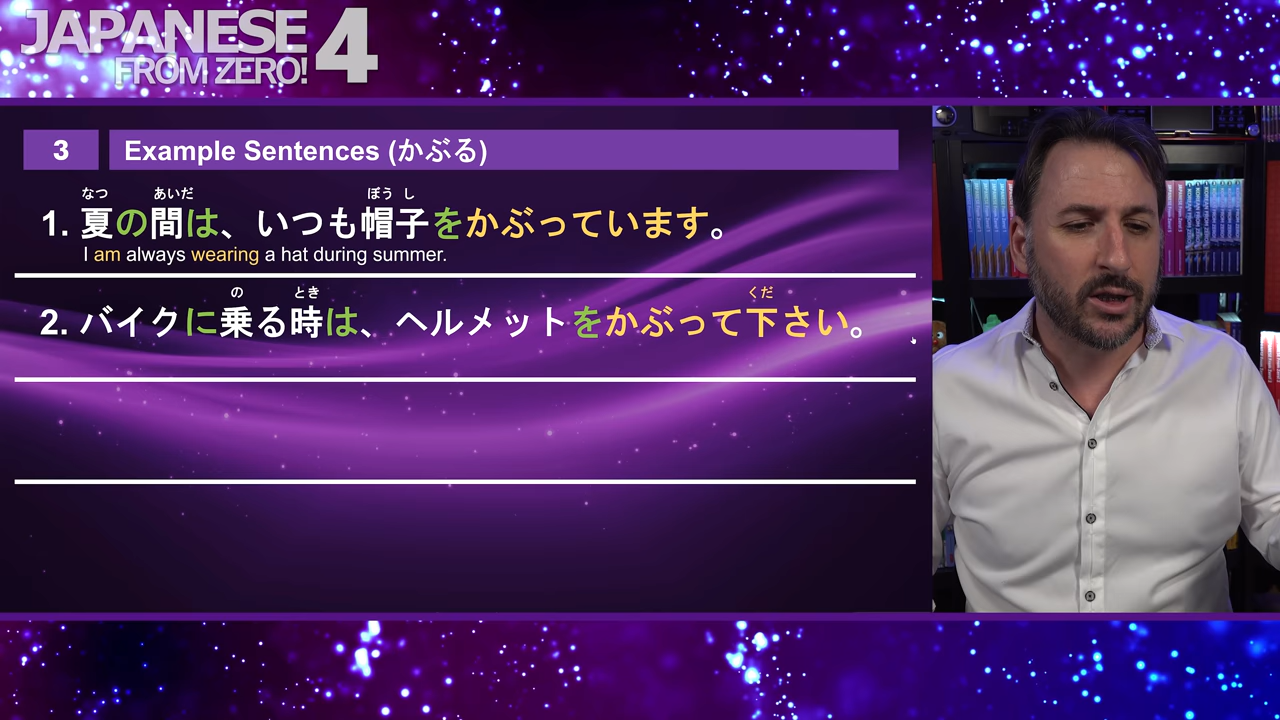 JAPANESE
FROM ZERO! 4
3 Example Sentences (かぶる)
なつ あいだ ぼう し
1. 夏の間は、いつも帽子をかぶっています。
I am always wearing a hat during summer.
の とき くだ
2. バイクに乗る時は、ヘルメットをかぶって下さい。